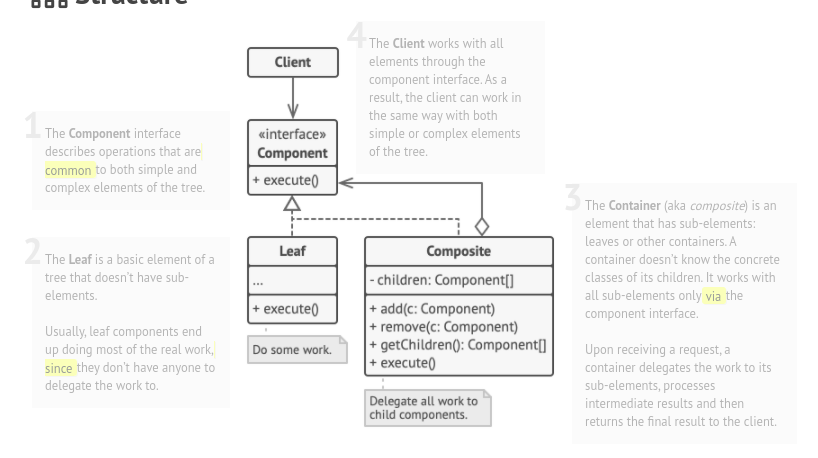 Structure
4
The Client works with all
elements through the
component interface. As a
result, the client can work in
the same way with both
simple or complex elements
of the tree.
Client
1
The Component interface
describes operations that are
common to both simple and
complex elements of the tree.
«interface»
Component
+ execute()
2
The Leaf is a basic element of a
tree that doesn't have sub-
elements.
Usually, leaf components end
up doing most of the real work,
since they don't have anyone to
delegate the work to.
Leaf
...
+ execute()
Do some work.
Composite
- children: Component[]
+ add(c: Component)
+ remove(c: Component)
+ getChildren(): Component[]
+ execute()
Delegate all work to
child components.
3
The Container (aka composite) is an
element that has sub-elements:
leaves or other containers. A
container doesn't know the concrete
classes of its children. It works with
all sub-elements only via the
component interface.
Upon receiving a request, a
container delegates the work to its
sub-elements, processes
intermediate results and then
returns the final result to the client.